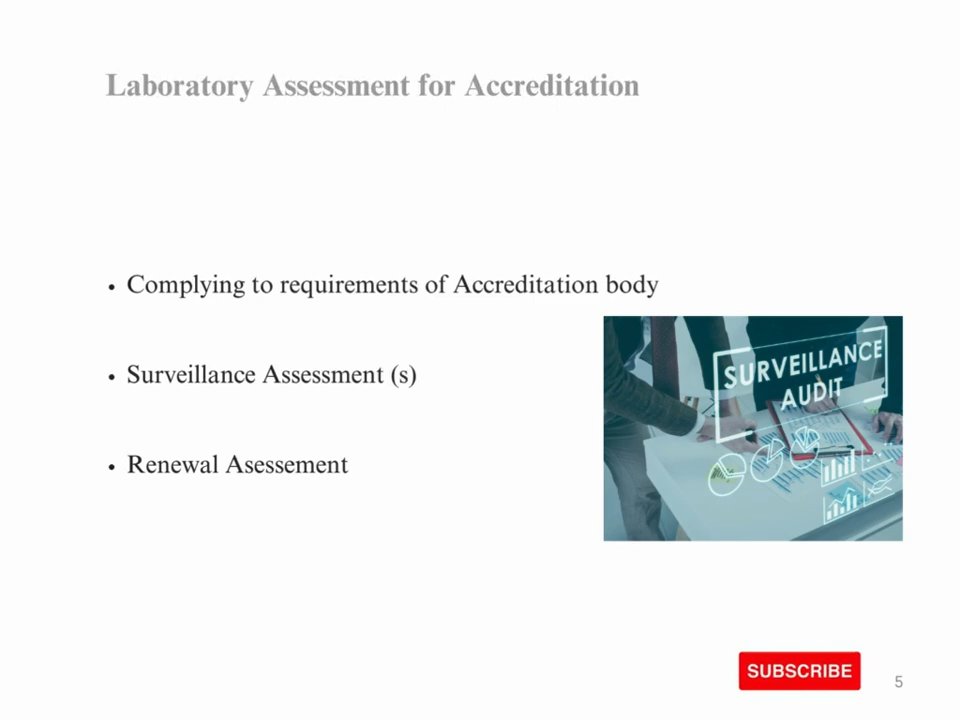 Laboratory Assessment for Accreditation
• Complying to requirements of Accreditation body
• Surveillance Assessment (s)
• Renewal Asessement
SURVEILLANCE
AUDIT
SUBSCRIBE
5